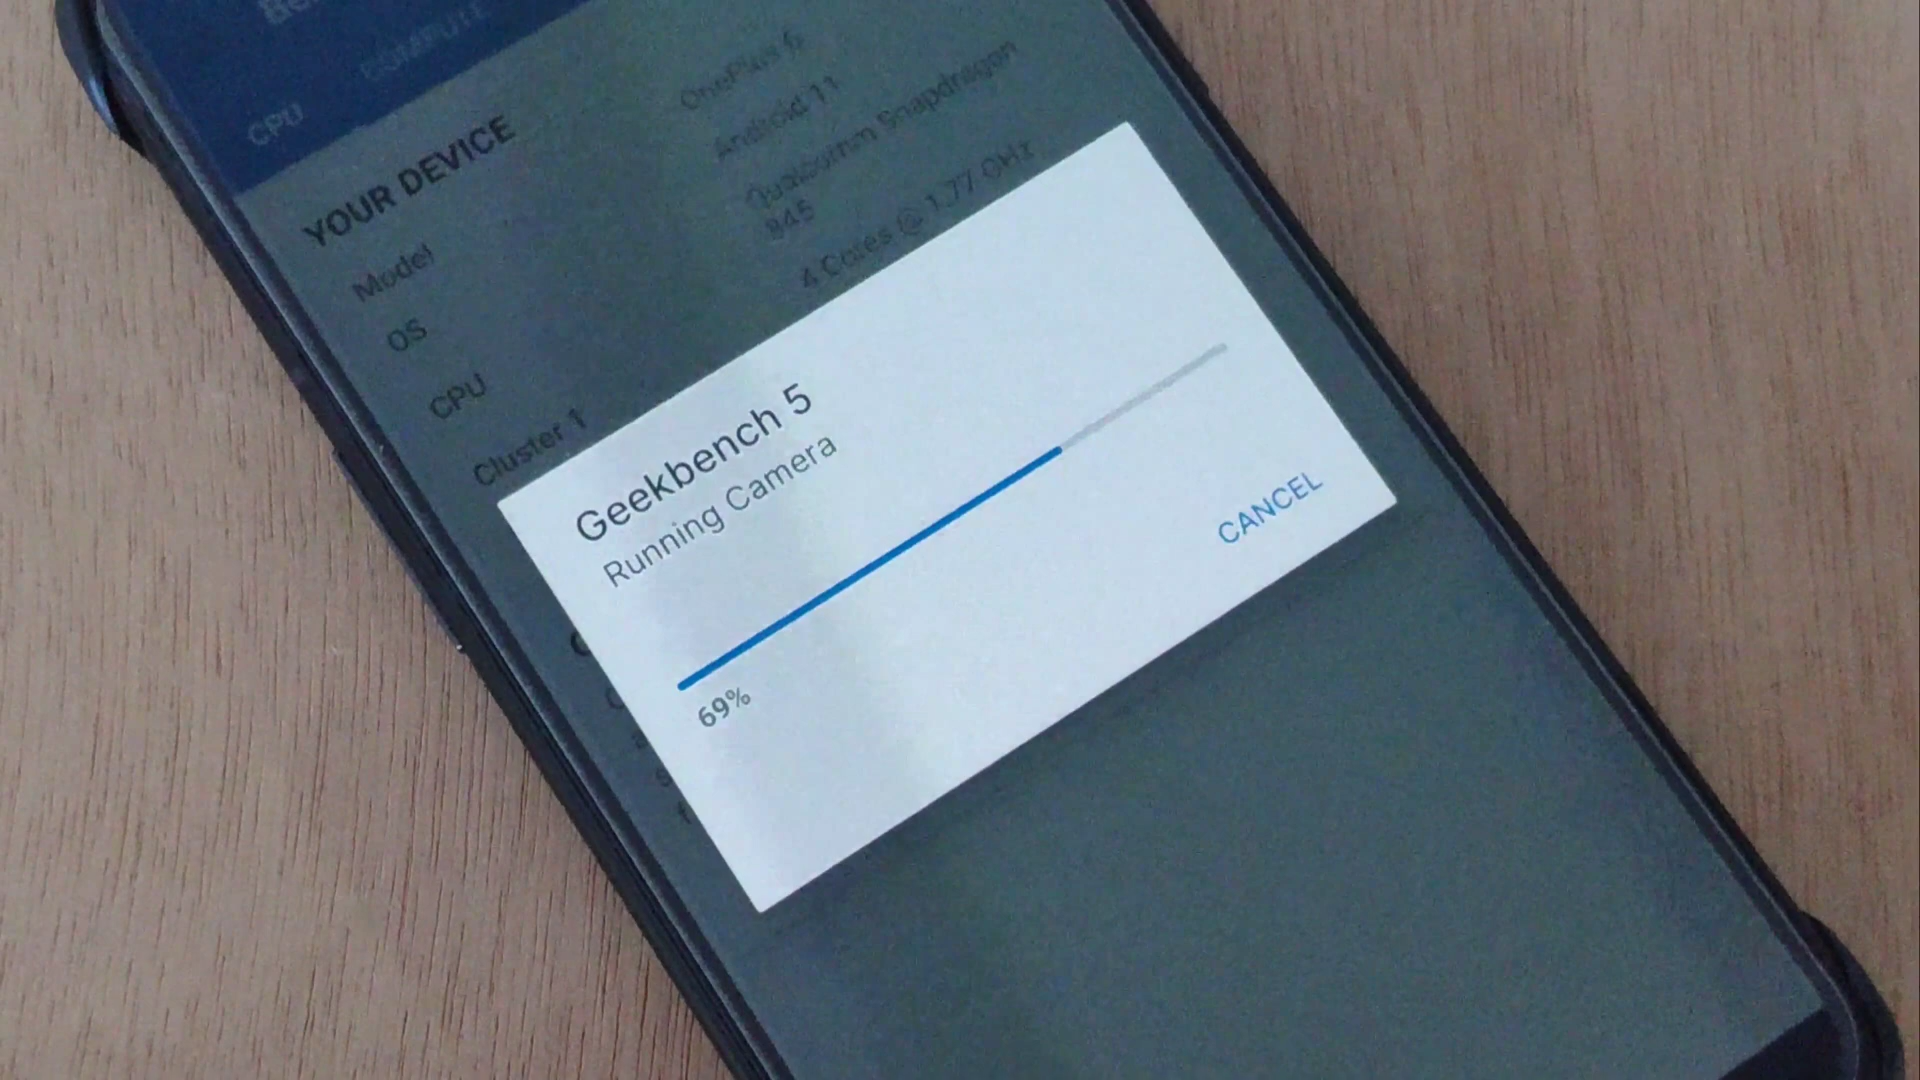 COMPUTE
CPU
YOUR DEVICE
Model
OnePlus 6
OS
Android 11
CPU
Qualcomm Snapdragon
845
Cluster 1
4 Cores @ 1.77 GHz
Geekbench 5
Running Camera
69%
CANCEL